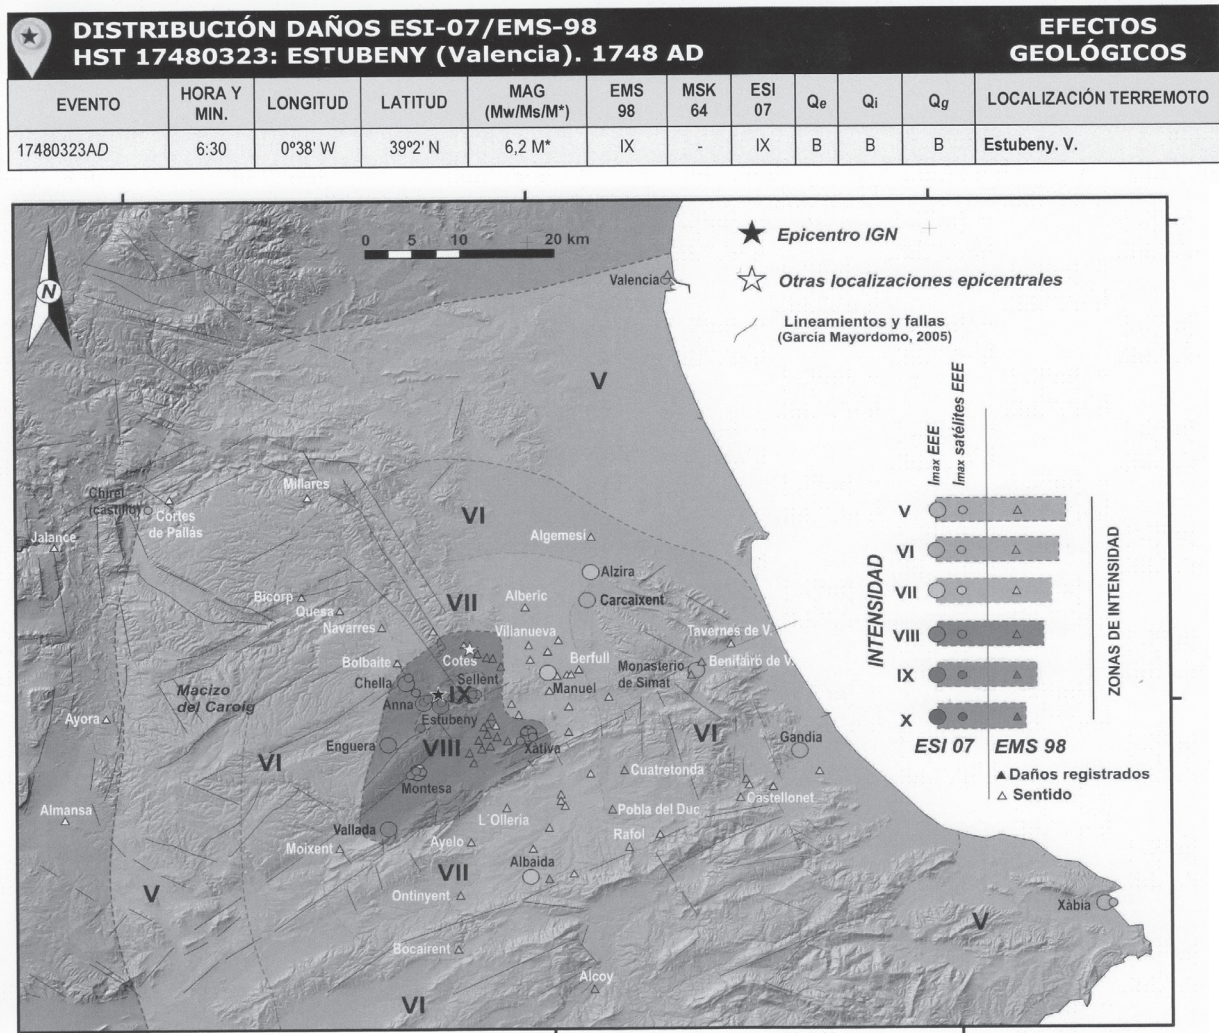 DISTRIBUCIÓN DAÑOS ESI-07/EMS-98
HST 17480323: ESTUBENY (Valencia). 1748 AD
EFECTOS
GEOLÓGICOS
EVENTO
HORA Y
MIN.
LONGITUD
LATITUD
MAG
(Mw/Ms/M*)
EMS
98
MSK
64
ESI
07
Qe
Qi
Qg
LOCALIZACIÓN TERREMOTO
17480323AD
6:30
0º38' W
39º2' N
6,2 M*
IX
-
IX
B
B
B
Estubeny. V.
N
0 5 10 20 km
Epicentro IGN
Otras localizaciones epicentrales
Lineamientos y fallas
(García Mayordomo, 2005)
Valencia
V
Imax EEE
Imax satélites EEE
INTENSIDAD
V
VI
VII
VIII
IX
X
ESI 07
EMS 98
ZONAS DE INTENSIDAD
Daños registrados
Sentido
Chirel
(castillo)
Cortes
de Pallás
Millares
Jalance
VI
Algemesí
Alzira
Carcaixent
Bicorp
Quesa
Navarres
VII
Alberic
Villanueva
Tavernes de V.
Bolbaite
Cotes
Berfull
Monasterio
de Simat
Benifairó de V.
Chella
Sellent
Manuel
Macizo
del Caroig
Anna
IX
Estubeny
Ayora
Enguera
VIII
Xátiva
VI
Gandia
VI
Montesa
Cuatretonda
Castellonet
Almansa
L´Olleria
Pobla del Duc
Vallada
Rafol
Moixent
Ayelo
Albaida
VII
V
Ontinyent
Xabia
V
Bocairent
Alcoy
VI